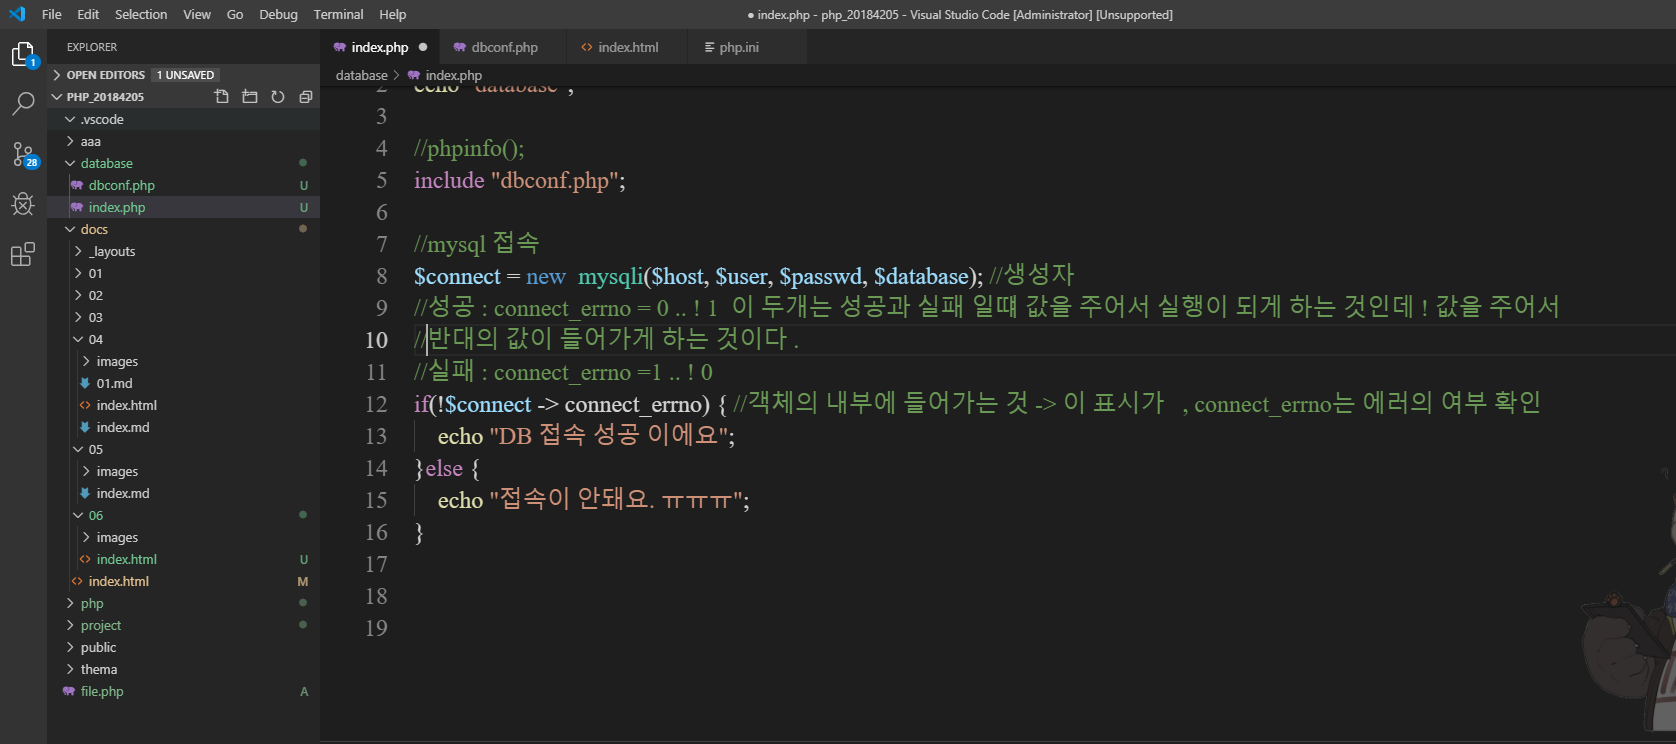 File Edit Selection View Go Debug Terminal Help
● index.php - php_20184205 - Visual Studio Code [Administrator] [Unsupported]
1
28
EXPLORER
OPEN EDITORS 1 UNSAVED
PHP_20184205
.vscode
aaa
database
dbconf.php U
index.php U
docs
_layouts
01
02
03
04
images
01.md
index.html
index.md
05
images
index.md
06
images
index.html U
index.html M
php
project
public
thema
file.php A
index.php ● dbconf.php index.html php.ini
database > index.php
2 echo "database";
3
4 //phpinfo();
5 include "dbconf.php";
6
7 //mysql 접속
8 $connect = new  mysqli($host, $user, $passwd, $database); //생성자
9 //성공 : connect_errno = 0 .. ! 1  이 두개는 성공과 실패 일떄 값을 주어서 실행이 되게 하는 것인데 ! 값을 주어서
10 //반대의 값이 들어가게 하는 것이다 .
11 //실패 : connect_errno =1 .. ! 0
12 if(!$connect -> connect_errno) { //객체의 내부에 들어가는 것 -> 이 표시가   , connect_errno는 에러의 여부 확인
13     echo "DB 접속 성공 이에요";
14 }else {
15     echo "접속이 안돼요. ㅠㅠㅠ";
16 }
17
18
19